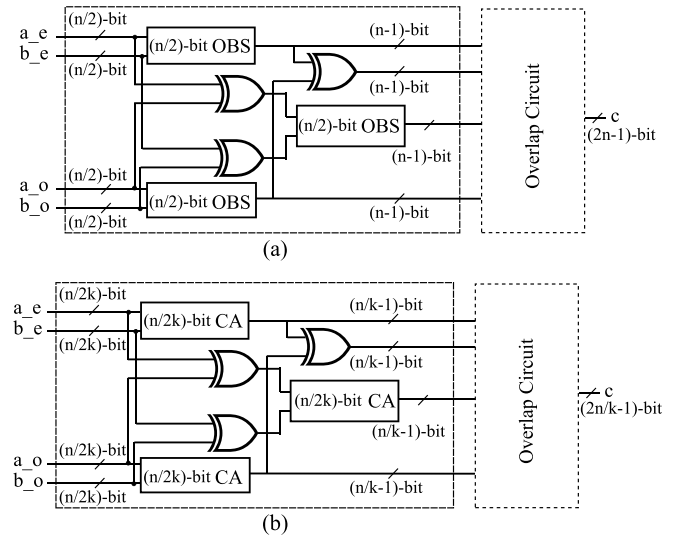 (n/2)-bit
a_e
b_e
(n/2)-bit
(n/2)-bit OBS
(n-1)-bit
(n-1)-bit
(n/2)-bit OBS
(n-1)-bit
(n/2)-bit
a_o
b_o
(n/2)-bit
(n/2)-bit OBS
(n-1)-bit
Overlap Circuit
c
(2n-1)-bit
(a)
(n/2k)-bit
a_e
b_e
(n/2k)-bit
(n/2k)-bit CA
(n/k-1)-bit
(n/k-1)-bit
(n/2k)-bit CA
(n/k-1)-bit
(n/2k)-bit
a_o
b_o
(n/2k)-bit
(n/2k)-bit CA
(n/k-1)-bit
Overlap Circuit
c
(2n/k-1)-bit
(b)